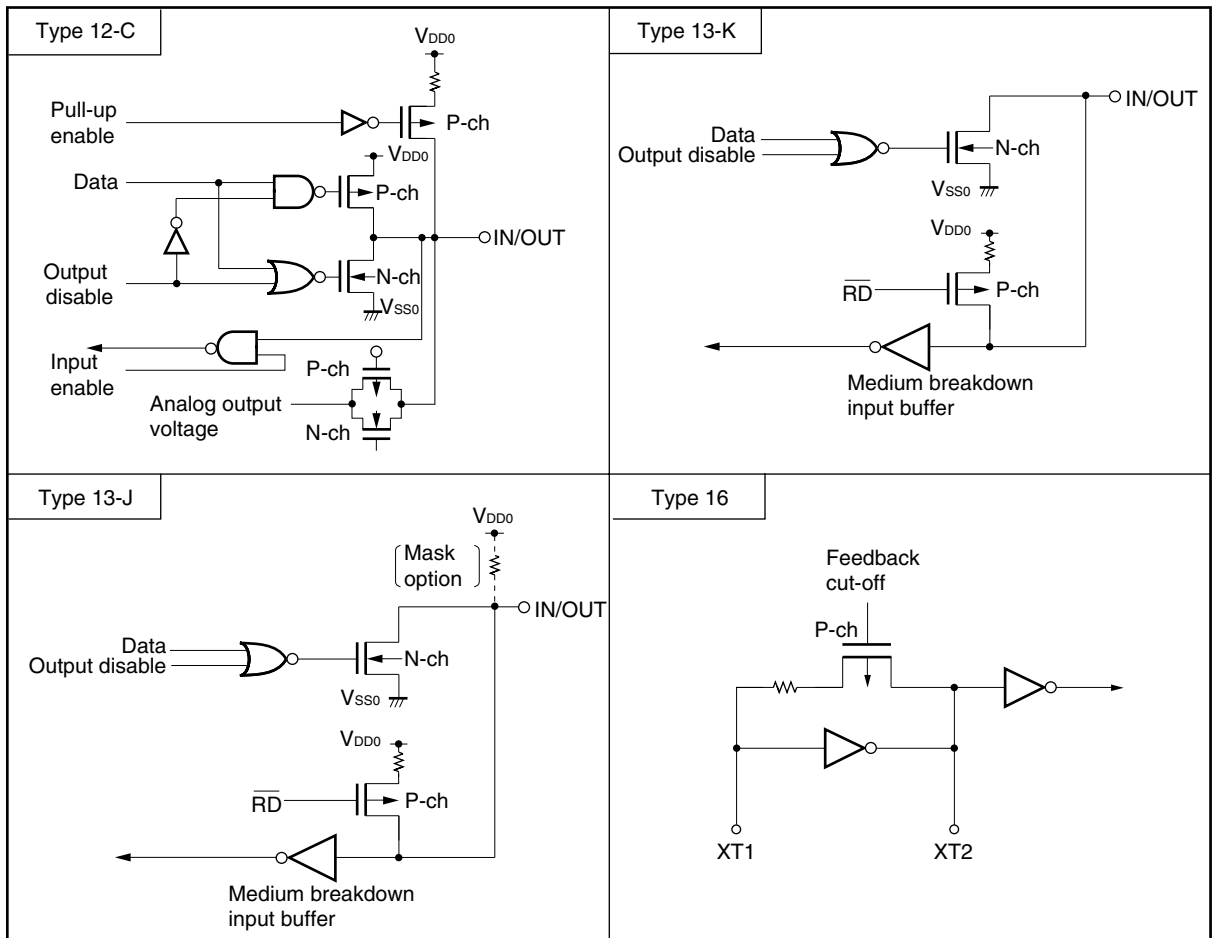 Type 12-C
VDD0
Pull-up
enable
P-ch
VDD0
Data
P-ch
IN/OUT
Output
disable
N-ch
VSS0
Input
enable
P-ch
Analog output
voltage
N-ch
Type 13-K
IN/OUT
Data
Output disable
N-ch
VSS0
VDD0
RD
P-ch
Medium breakdown
input buffer
Type 13-J
VDD0
Mask
option
IN/OUT
Data
Output disable
N-ch
VSS0
VDD0
RD
P-ch
Medium breakdown
input buffer
Type 16
Feedback
cut-off
P-ch
XT1
XT2